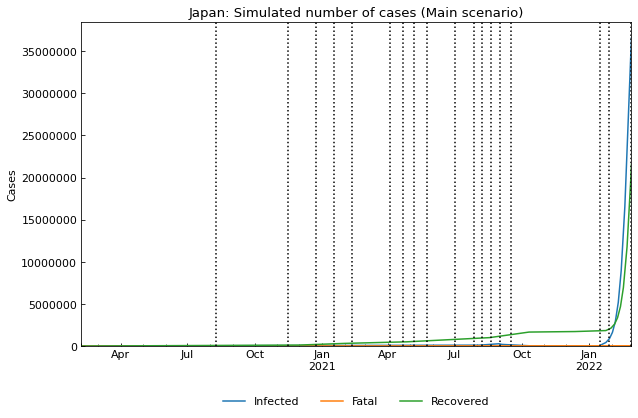 Japan: Simulated number of cases (Main scenario)
Cases
35000000
30000000
25000000
20000000
15000000
10000000
5000000
0
Apr Jul Oct Jan Apr Jul Oct Jan
2021 2022
Infected Fatal Recovered